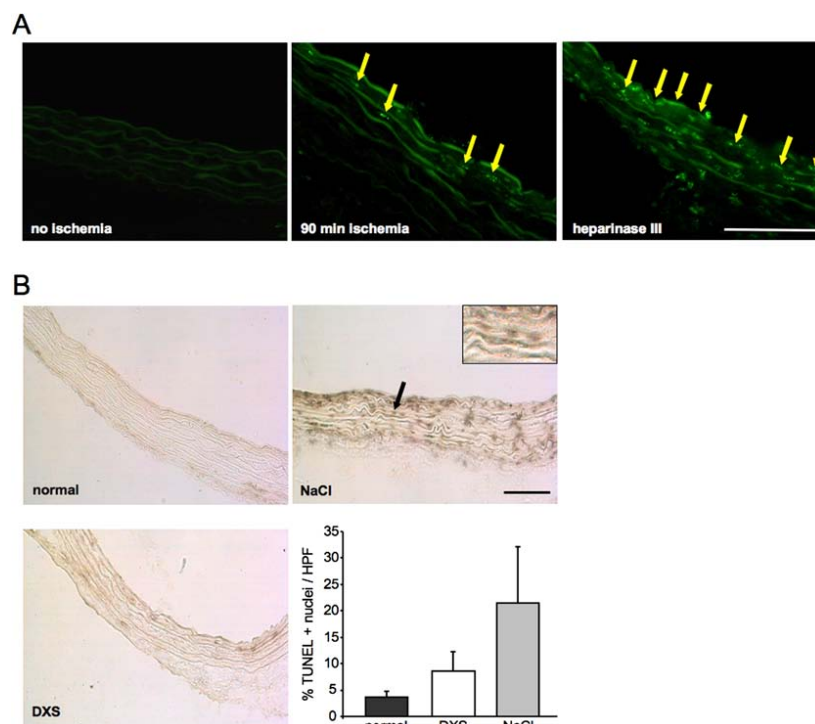 A
no ischemia
90 min ischemia
heparinase III
B
normal
NaCl
DXS
% TUNEL + nuclei / HPF
35
30
25
20
15
10
5
0
normal DXS NaCl